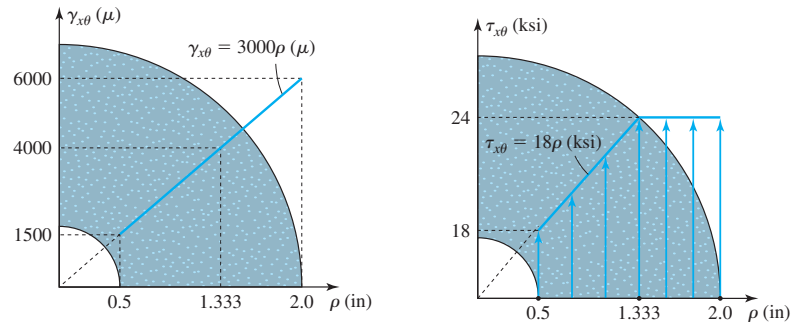 γxθ (μ)
γxθ = 3000ρ (μ)
6000
4000
1500
0.5
1.333
2.0
ρ (in)
τxθ (ksi)
24
τxθ = 18ρ (ksi)
18
0.5
1.333
2.0
ρ (in)